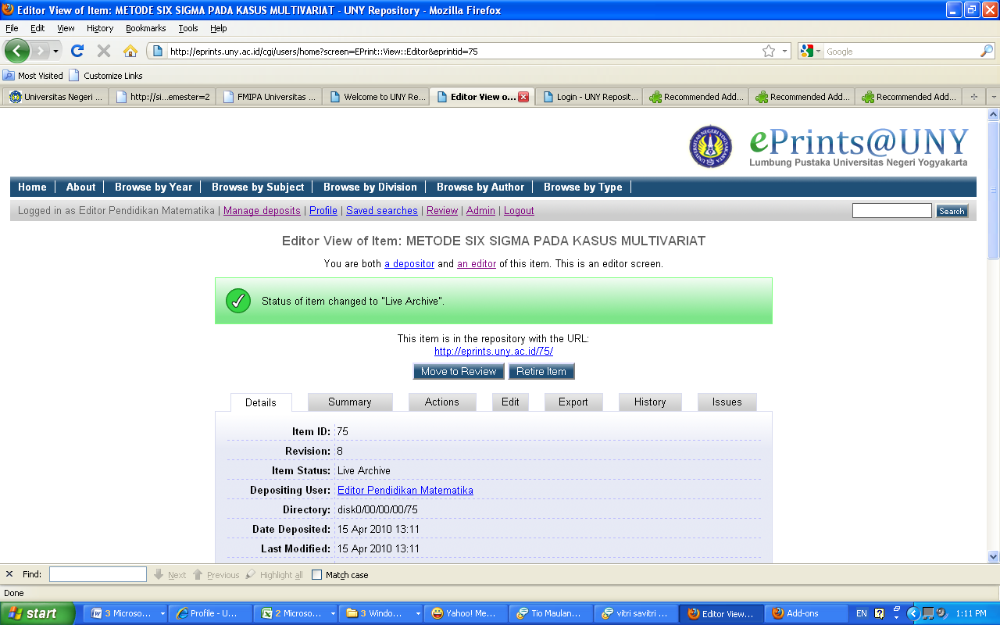 Editor View of Item: METODE SIX SIGMA PADA KASUS MULTIVARIAT - UNY Repository - Mozilla Firefox
File Edit View History Bookmarks Tools Help
http://eprints.uny.ac.id/cgi/users/home?screen=EPrint::View::Editor&eprintid=75
Google
Most Visited Customize Links
Universitas Negeri ... http://si...emester=2 FMIPA Universitas ... Welcome to UNY Re... Editor View o... Login - UNY Reposit... Recommended Add... Recommended Add... Recommended Add...
UNIVERSITAS NEGERI YOGYAKARTA
ePrints@UNY
Lumbung Pustaka Universitas Negeri Yogyakarta
Home About Browse by Year Browse by Subject Browse by Division Browse by Author Browse by Type
Logged in as Editor Pendidikan Matematika | Manage deposits | Profile | Saved searches | Review | Admin | Logout
Search
Editor View of Item: METODE SIX SIGMA PADA KASUS MULTIVARIAT
You are both a depositor and an editor of this item. This is an editor screen.
Status of item changed to "Live Archive".
This item is in the repository with the URL:
http://eprints.uny.ac.id/75/
Move to Review Retire Item
Details Summary Actions Edit Export History Issues
Item ID: 75
Revision: 8
Item Status: Live Archive
Depositing User: Editor Pendidikan Matematika
Directory: disk0/00/00/00/75
Date Deposited: 15 Apr 2010 13:11
Last Modified: 15 Apr 2010 13:11
Find: Next Previous Highlight all Match case
Done
start 3 Microso... Profile - U... 2 Microso... 3 Window... Yahoo! Me... Tio Maulan... vitri savitri ... Editor View... Add-ons EN 1:11 PM